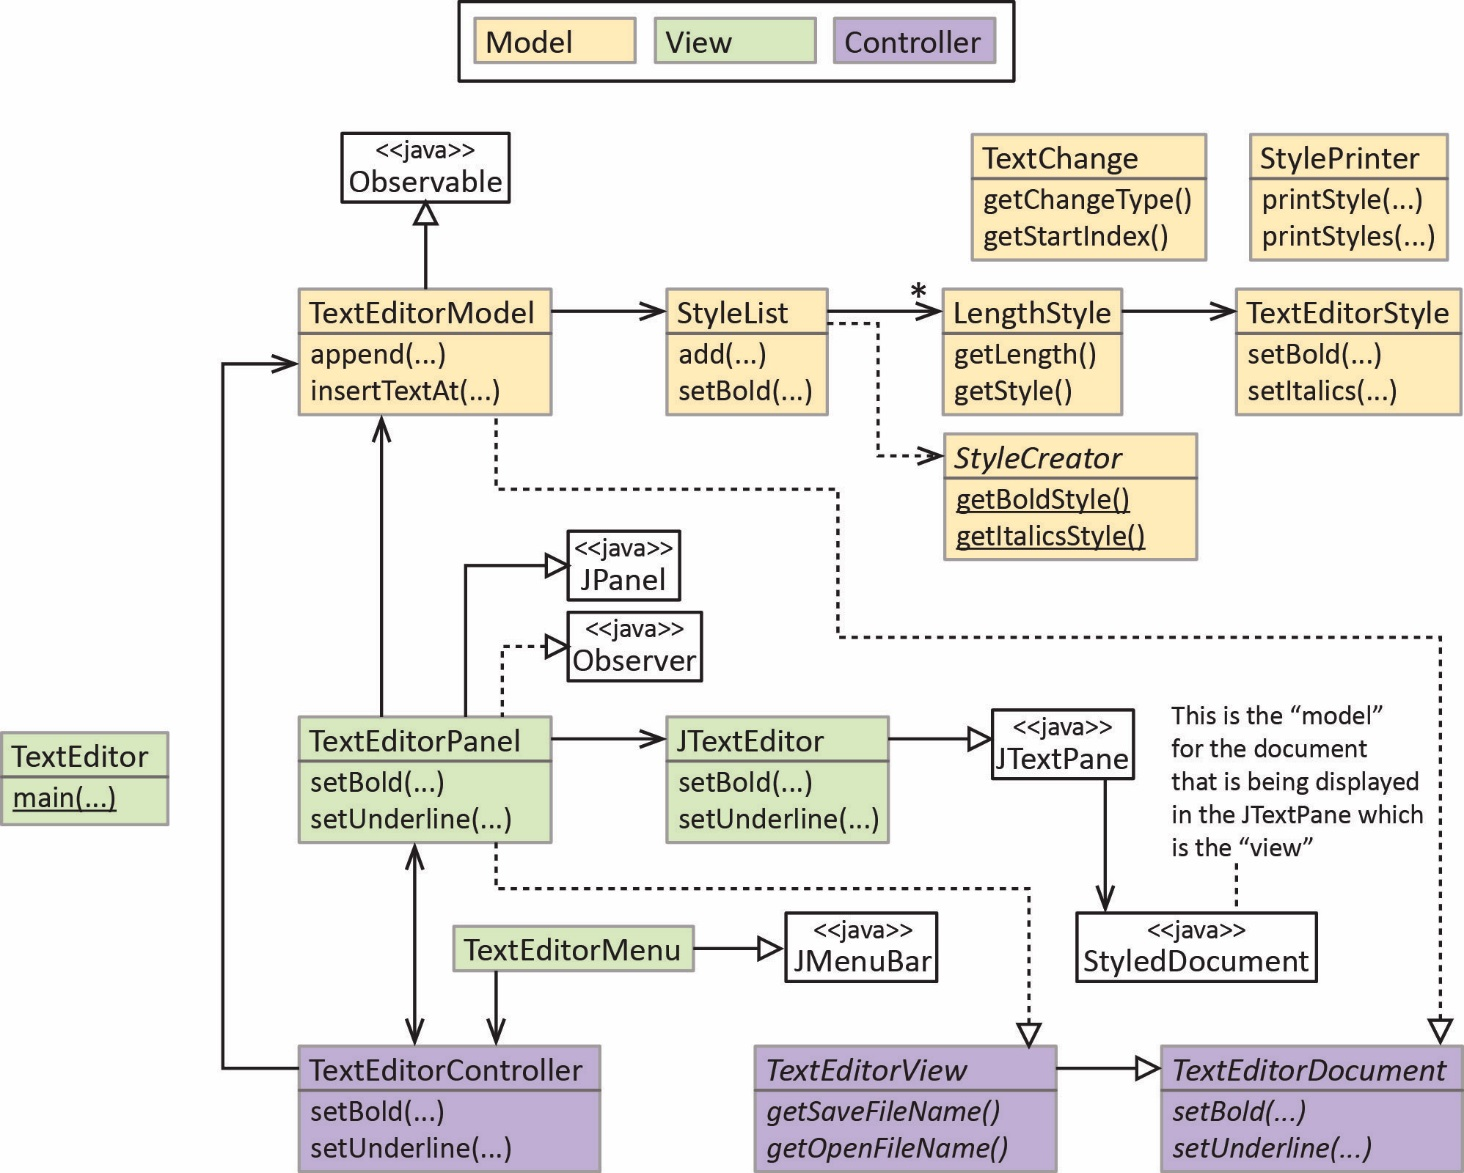 Model
View
Controller
<<java>>
Observable
TextChange
getChangeType()
getStartIndex()
StylePrinter
printStyle(...)
printStyles(...)
TextEditorModel
append(...)
insertTextAt(...)
StyleList
add(...)
setBold(...)
*
LengthStyle
getLength()
getStyle()
TextEditorStyle
setBold(...)
setItalics(...)
StyleCreator
getBoldStyle()
getItalicsStyle()
<<java>>
JPanel
<<java>>
Observer
TextEditor
main(...)
TextEditorPanel
setBold(...)
setUnderline(...)
JTextEditor
setBold(...)
setUnderline(...)
<<java>>
JTextPane
This is the “model”
for the document
that is being displayed
in the JTextPane which
is the “view”
TextEditorMenu
<<java>>
JMenuBar
<<java>>
StyledDocument
TextEditorController
setBold(...)
setUnderline(...)
TextEditorView
getSaveFileName()
getOpenFileName()
TextEditorDocument
setBold(...)
setUnderline(...)